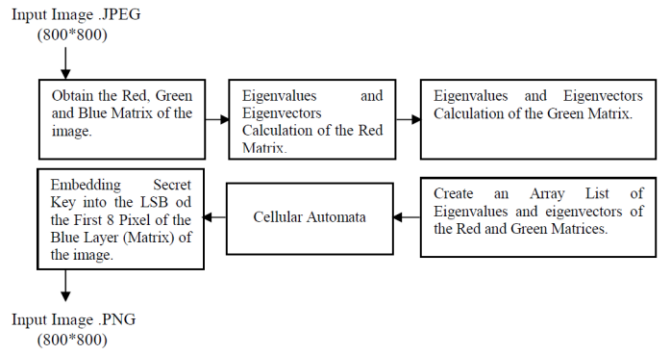 Input Image .JPEG
(800*800)
Obtain the Red, Green
and Blue Matrix of the
image.
Eigenvalues and
Eigenvectors
Calculation of the Red
Matrix.
Eigenvalues and Eigenvectors
Calculation of the Green Matrix.
Embedding Secret
Key into the LSB od
the First 8 Pixel of the
Blue Layer (Matrix) of
the image.
Cellular Automata
Create an Array List of
Eigenvalues and eigenvectors of
the Red and Green Matrices.
Input Image .PNG
(800*800)